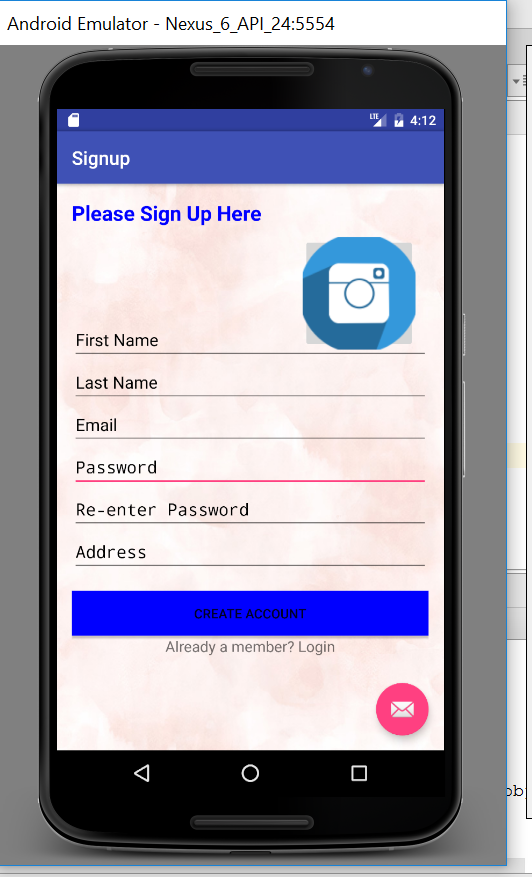 Android Emulator - Nexus_6_API_24:5554
LTE 4:12
Signup
Please Sign Up Here
First Name
Last Name
Email
Password
Re-enter Password
Address
CREATE ACCOUNT
Already a member? Login